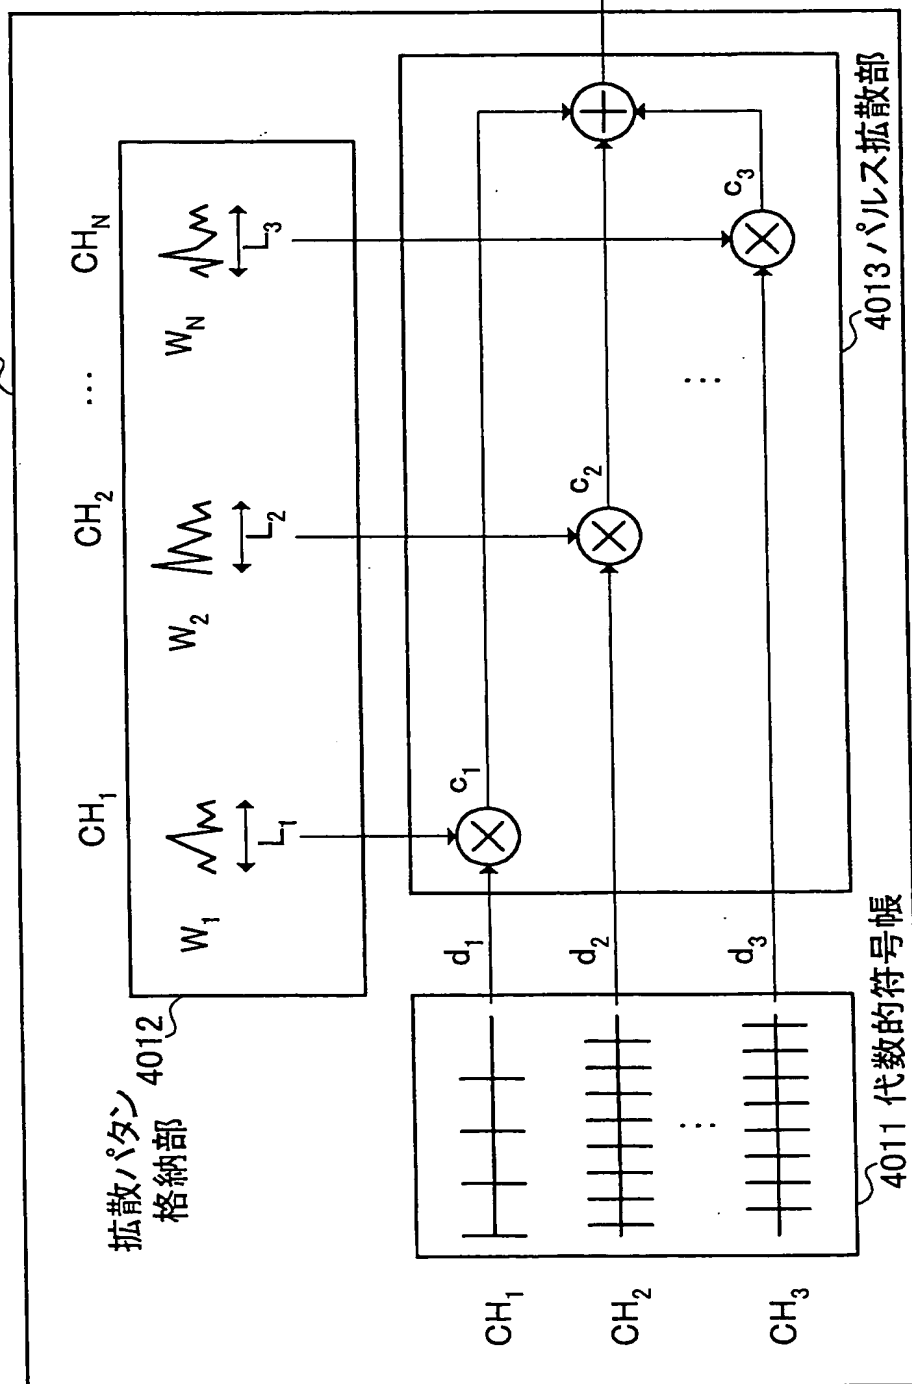 拡散パタン
格納部 4012
CH₁ CH₂ … CH_N
W₁ W₂ W_N
L₁ L₂ L₃
CH₁
CH₂
CH₃
…
d₁
d₂
d₃
c₁
c₂
c₃
…
4011 代数的符号帳
4013 パルス拡散部